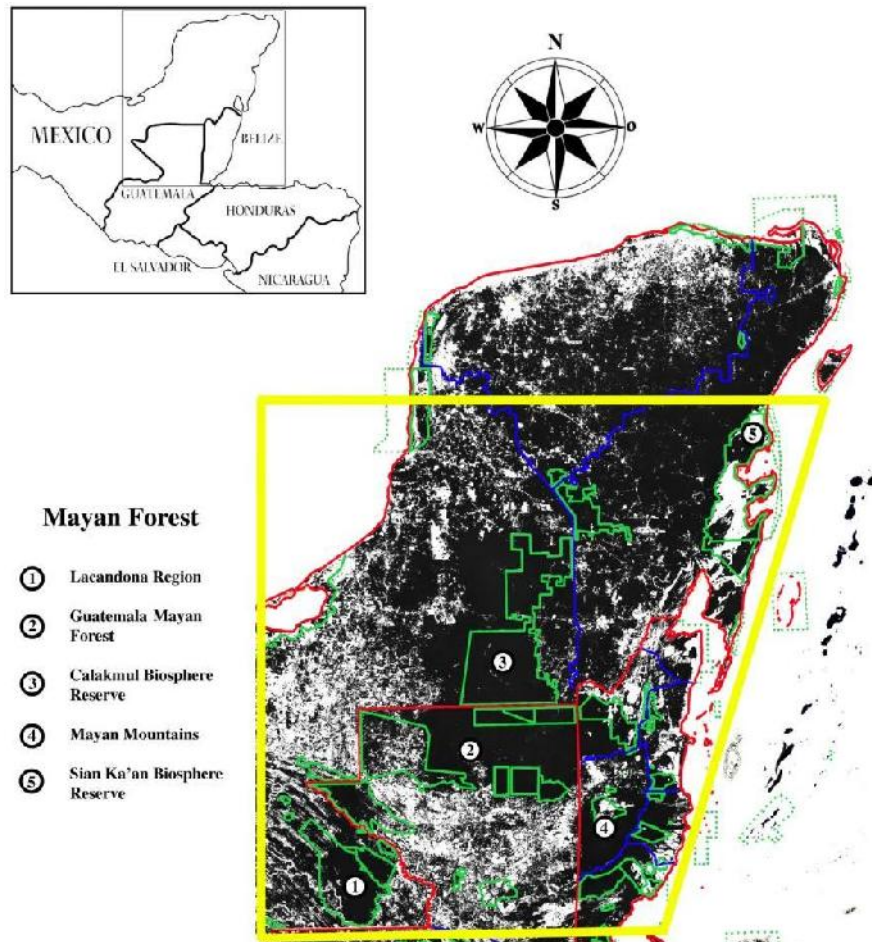 MEXICO
BELIZE
GUATEMALA
HONDURAS
EL SALVADOR
NICARAGUA
N
W
O
S
Mayan Forest
1 Lacandona Region
2 Guatemala Mayan
Forest
3 Calakmul Biosphere
Reserve
4 Mayan Mountains
5 Sian Ka'an Biosphere
Reserve
5
3
2
4
1